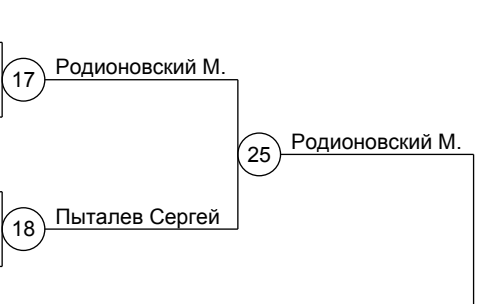 17 Родионовский М.
25 Родионовский М.
18 Пыталев Сергей